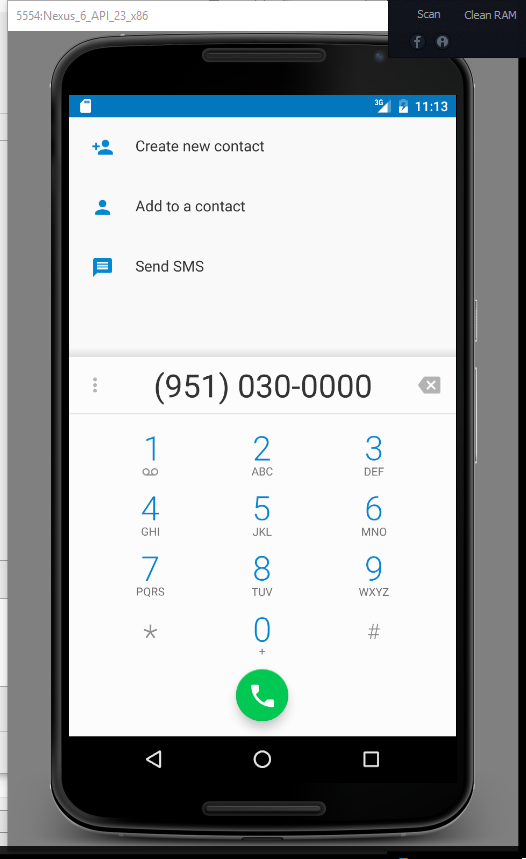 5554:Nexus_6_API_23_x86
Scan
Clean RAM
3G
11:13
Create new contact
Add to a contact
Send SMS
(951) 030-0000
1 2 3
ABC DEF
4 5 6
GHI JKL MNO
7 8 9
PQRS TUV WXYZ
* 0 #
+